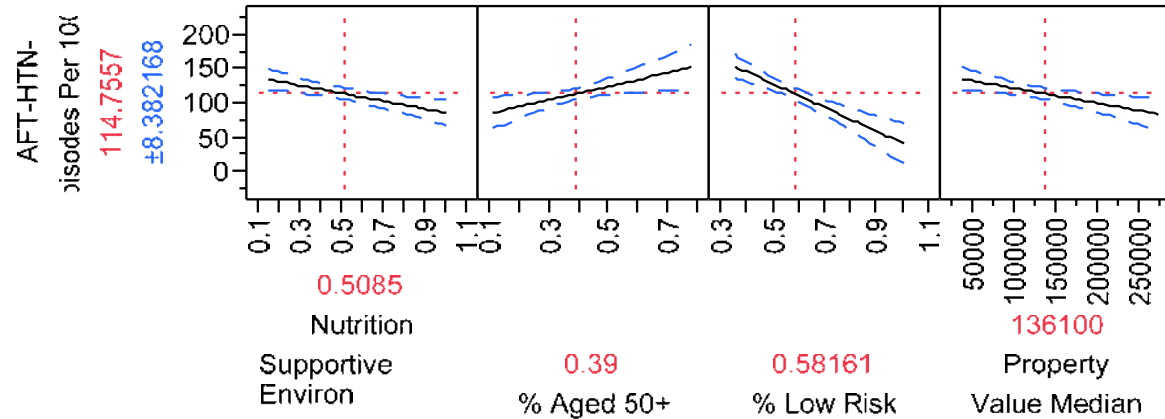 AFT-HTN-
isodes Per 100
114.7557
±8.382168
200
150
100
50
0
0.1 0.3 0.5 0.7 0.9 1.1
0.1 0.3 0.5 0.7
0.3 0.5 0.7 0.9 1.1
50000 100000 150000 200000 250000
0.5085
Nutrition
Supportive
Environ
0.39
% Aged 50+
0.58161
% Low Risk
136100
Property
Value Median